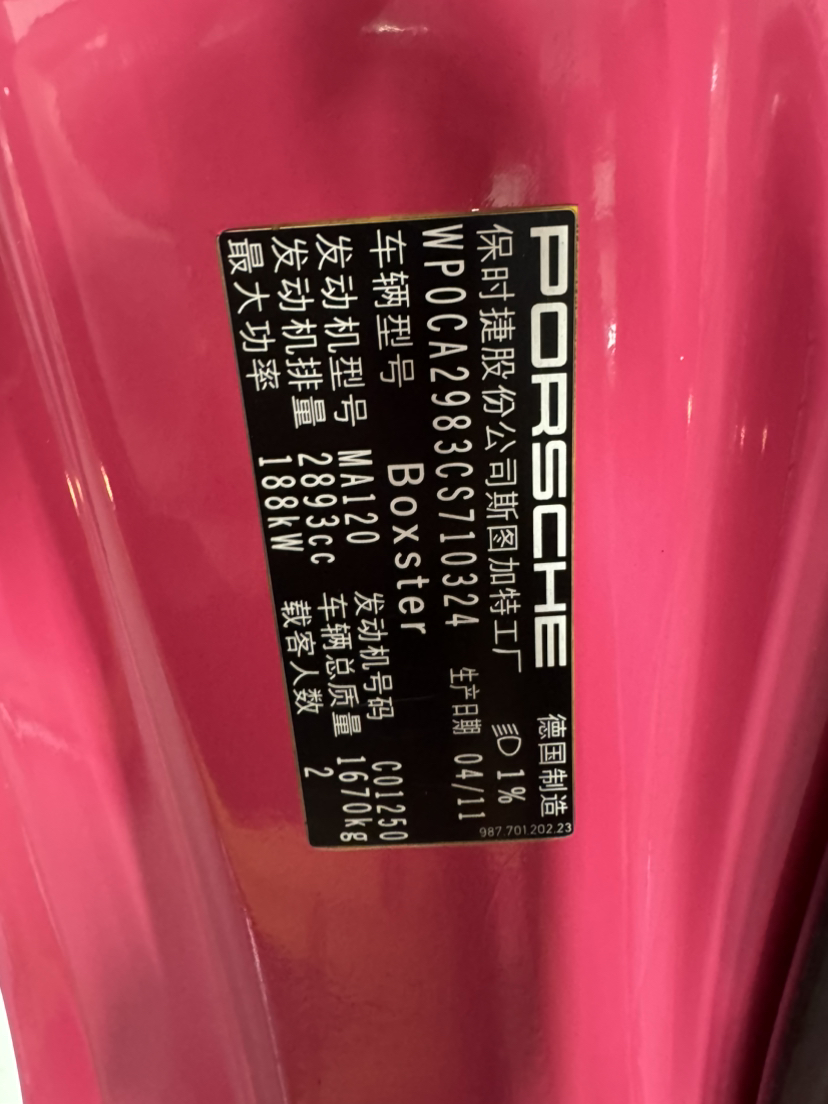 PORSCHE 德国制造
保时捷股份公司斯图加特工厂 1%
WP0CA2983CS710324 生产日期 04/11
车辆型号 Boxster
发动机型号 MA120 发动机号码 C01250
发动机排量 2893cc 车辆总质量 1670kg
最大功率 188kW 载客人数 2
987.701.202.23